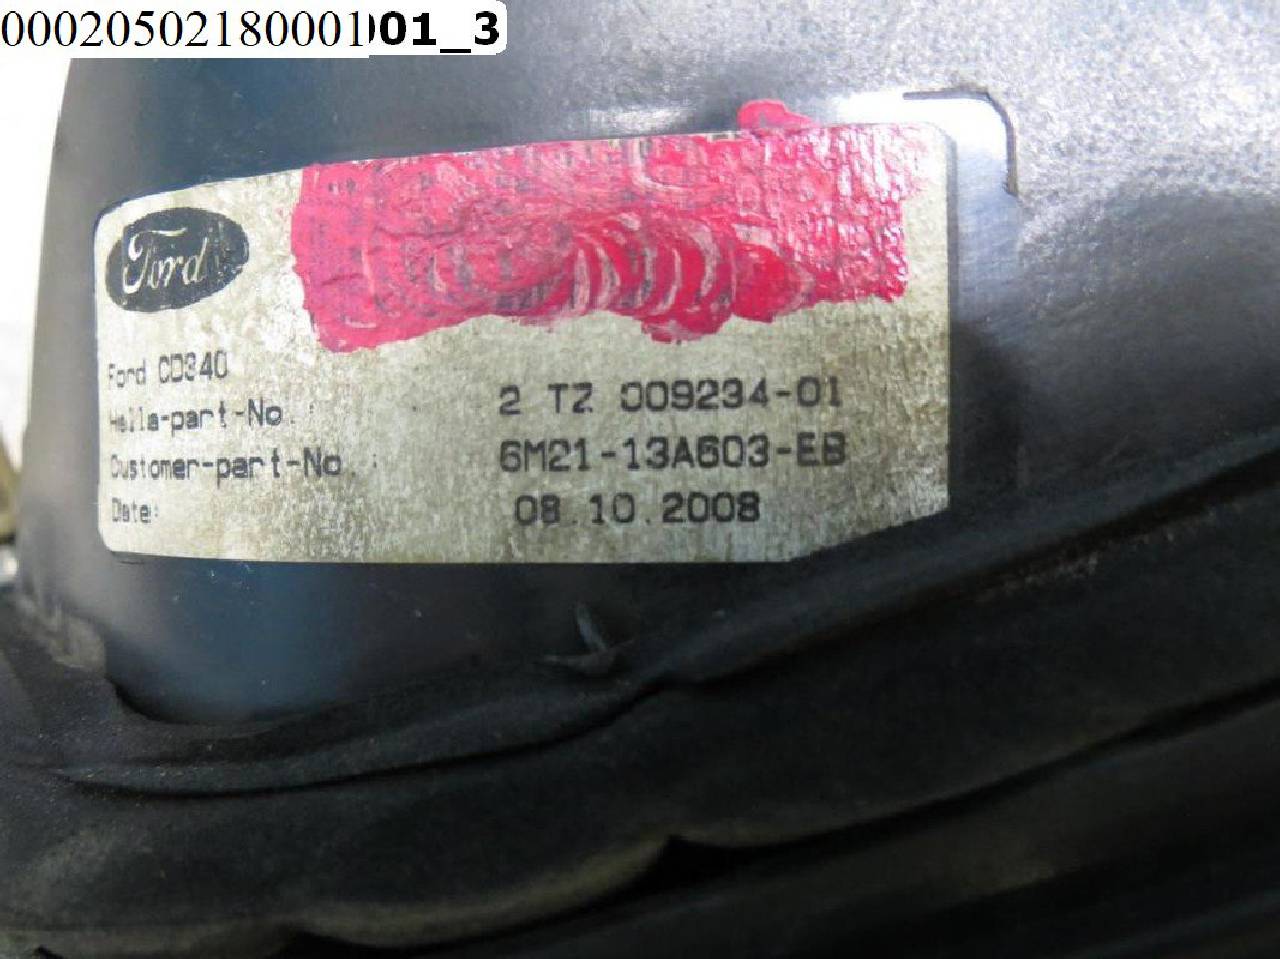 00020502180001001_3
Ford
Ford CD340
Hella-part-No.:
2 TZ 009234-01
Customer-part-No.:
6M21-13A603-EB
Date:
08.10.2008